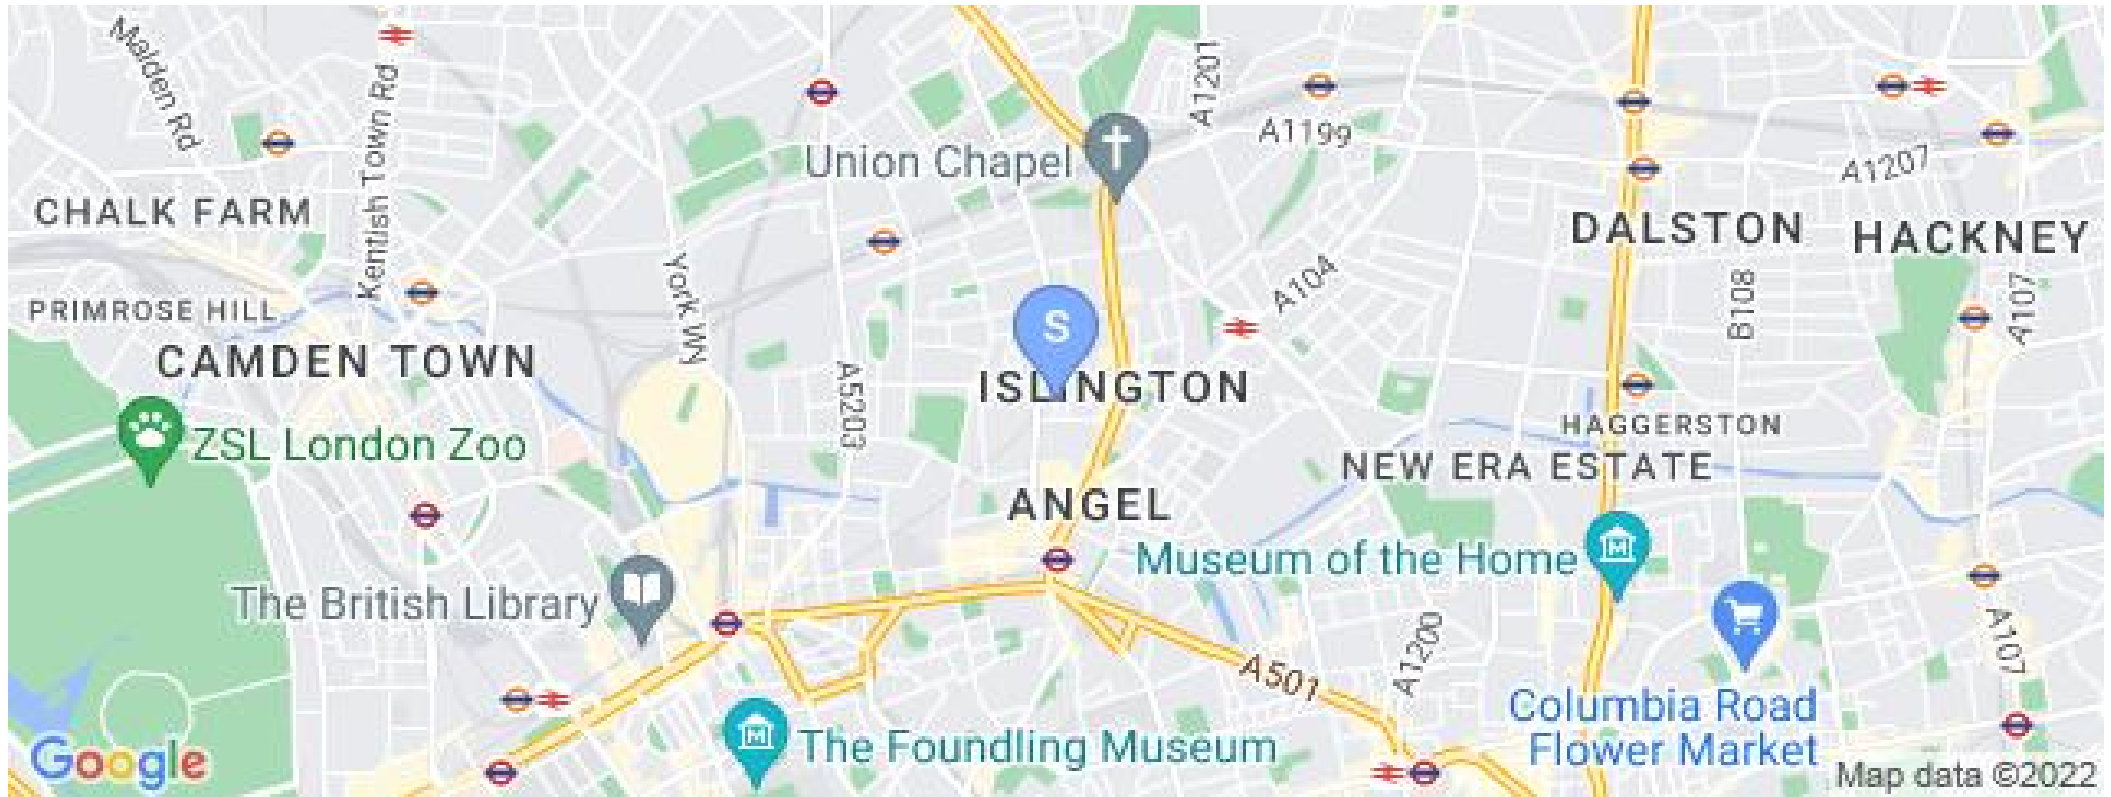 Malden Rd
Kentish Town Rd
A1201
A1199
Union Chapel
A1207
CHALK FARM
DALSTON
HACKNEY
York Wy
A104
B108
A107
PRIMROSE HILL
S
CAMDEN TOWN
A5203
ISLINGTON
HAGGERSTON
ZSL London Zoo
NEW ERA ESTATE
ANGEL
Museum of the Home
The British Library
A501
A1200
A107
Columbia Road
Flower Market
The Foundling Museum
Google
Map data ©2022